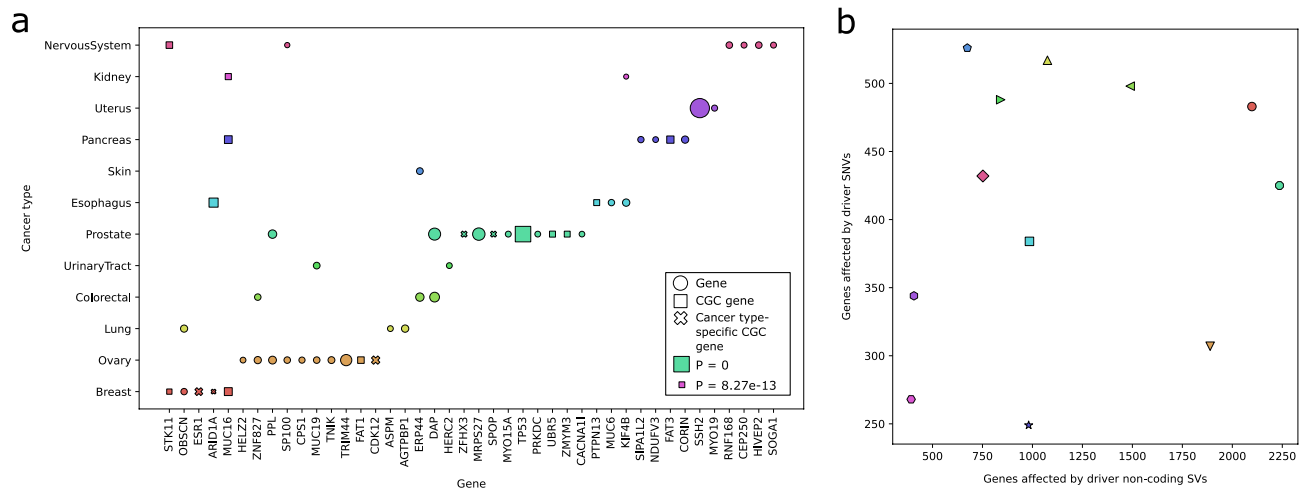 a
NervousSystem
Kidney
Uterus
Pancreas
Skin
Esophagus
Prostate
UrinaryTract
Colorectal
Lung
Ovary
Breast
Cancer type
Gene
CGC gene
Cancer type-
specific CGC
gene
P = 0
P = 8.27e-13
STK11
OBSCN
ESR1
ARID1A
MUC16
HELZ2
ZNF827
PPL
SP100
CPS1
MUC19
TNIK
TRIM44
FAT1
CDK12
ASPM
AGTPBP1
ERP44
DAP
HERC2
ZFHX3
MRPS27
SPOP
MYO15A
TP53
PRKDC
UBR5
ZMYM3
CACNA1I
PTPN13
MUC6
KIF4B
SIPA1L2
NDUFV3
FAT3
CORIN
SSH2
MYO19
RNF168
CEP250
HIVEP2
SOGA1
Gene
b
500
450
400
350
300
250
Genes affected by driver SNVs
500
750
1000
1250
1500
1750
2000
2250
Genes affected by driver non-coding SVs